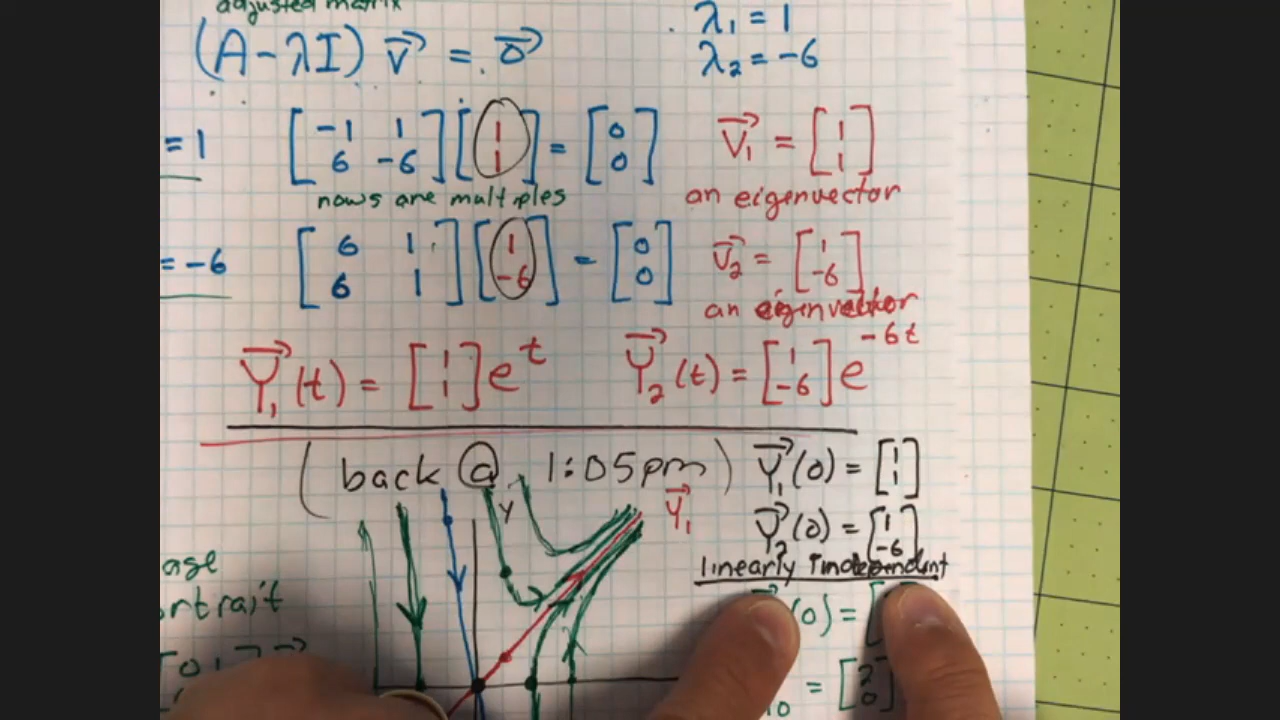 adjusted matrix
(A-λI) v⃗ = o⃗
λ₁ = 1
λ₂ = -6
= 1 [-1 1; 6 -6] [1; 1] = [0; 0] v⃗₁ = [1; 1]
rows are multiples an eigenvector
= -6 [6 1; 6 1] [1; -6] = [0; 0] v⃗₂ = [1; -6]
an eigenvector
Y⃗₁(t) = [1; 1] e^t Y⃗₂(t) = [1; -6] e^-6t
(back @ 1:05pm) Y⃗₁(0) = [1; 1]
y Y⃗₁
Y⃗₂(0) = [1; -6]
linearly independent
(0) =
= [2; 0]